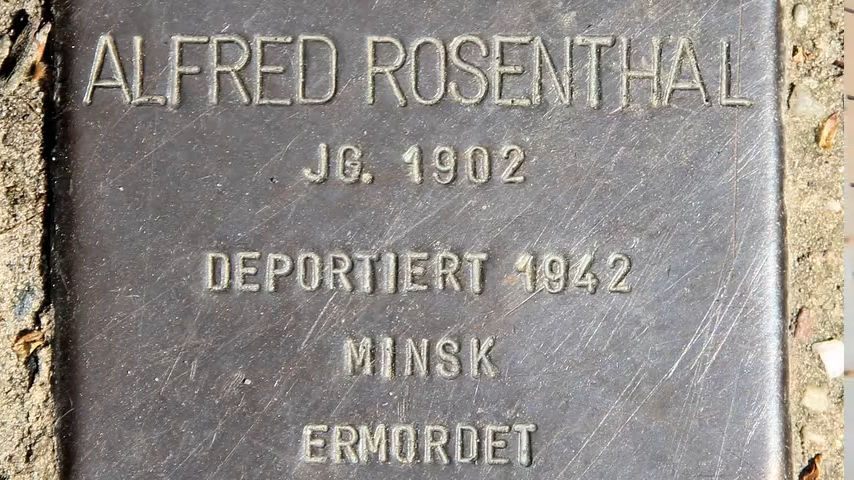 ALFRED ROSENTHAL
JG. 1902
DEPORTIERT 1942
MINSK
ERMORDET